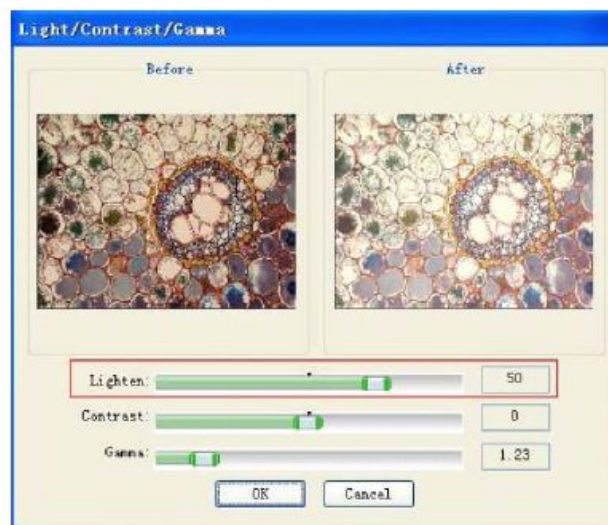 Light/Contrast/Gamma
Before
After
Lighten:
50
Contrast:
0
Gamma:
1.23
OK
Cancel